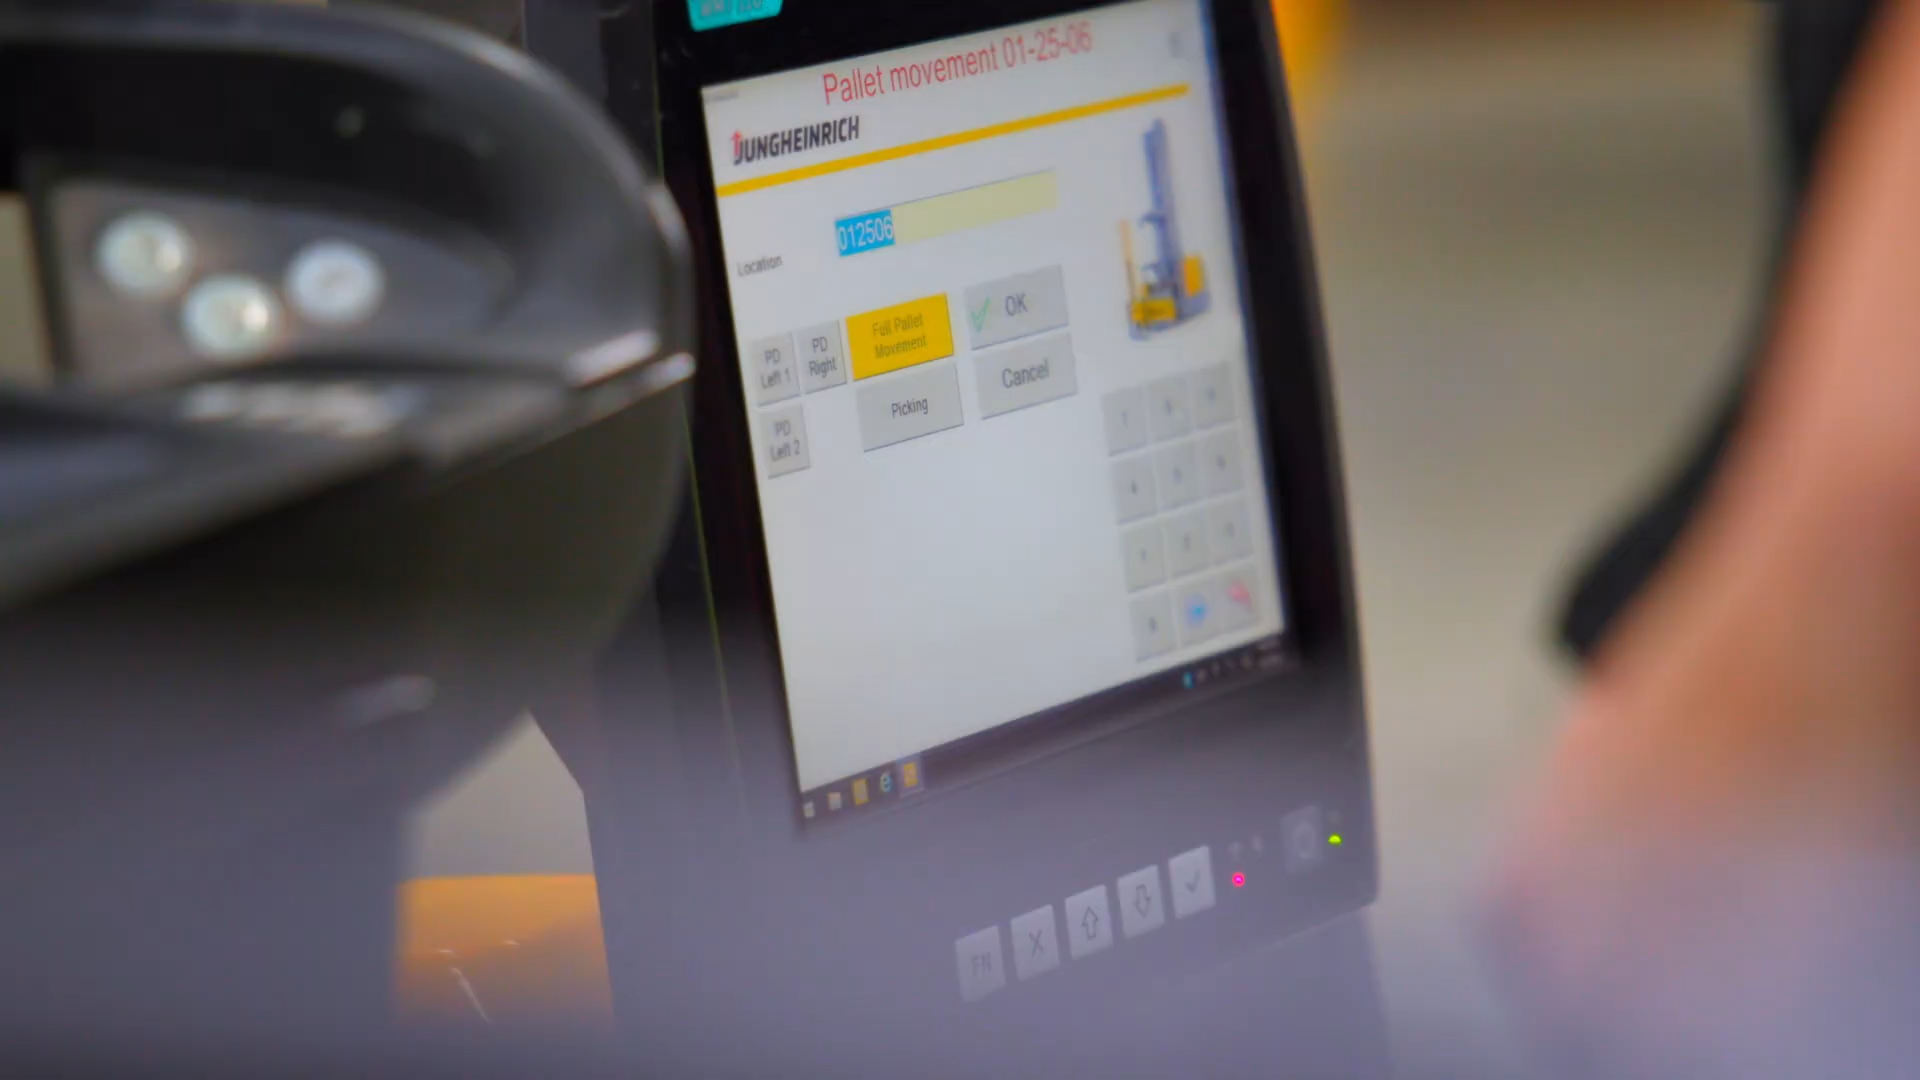 Pallet movement 01-25-06
JUNGHEINRICH
Location
012506
PD
Left 1
PD
Right
Full Pallet
Movement
OK
PD
Left 2
Picking
Cancel
FN
X